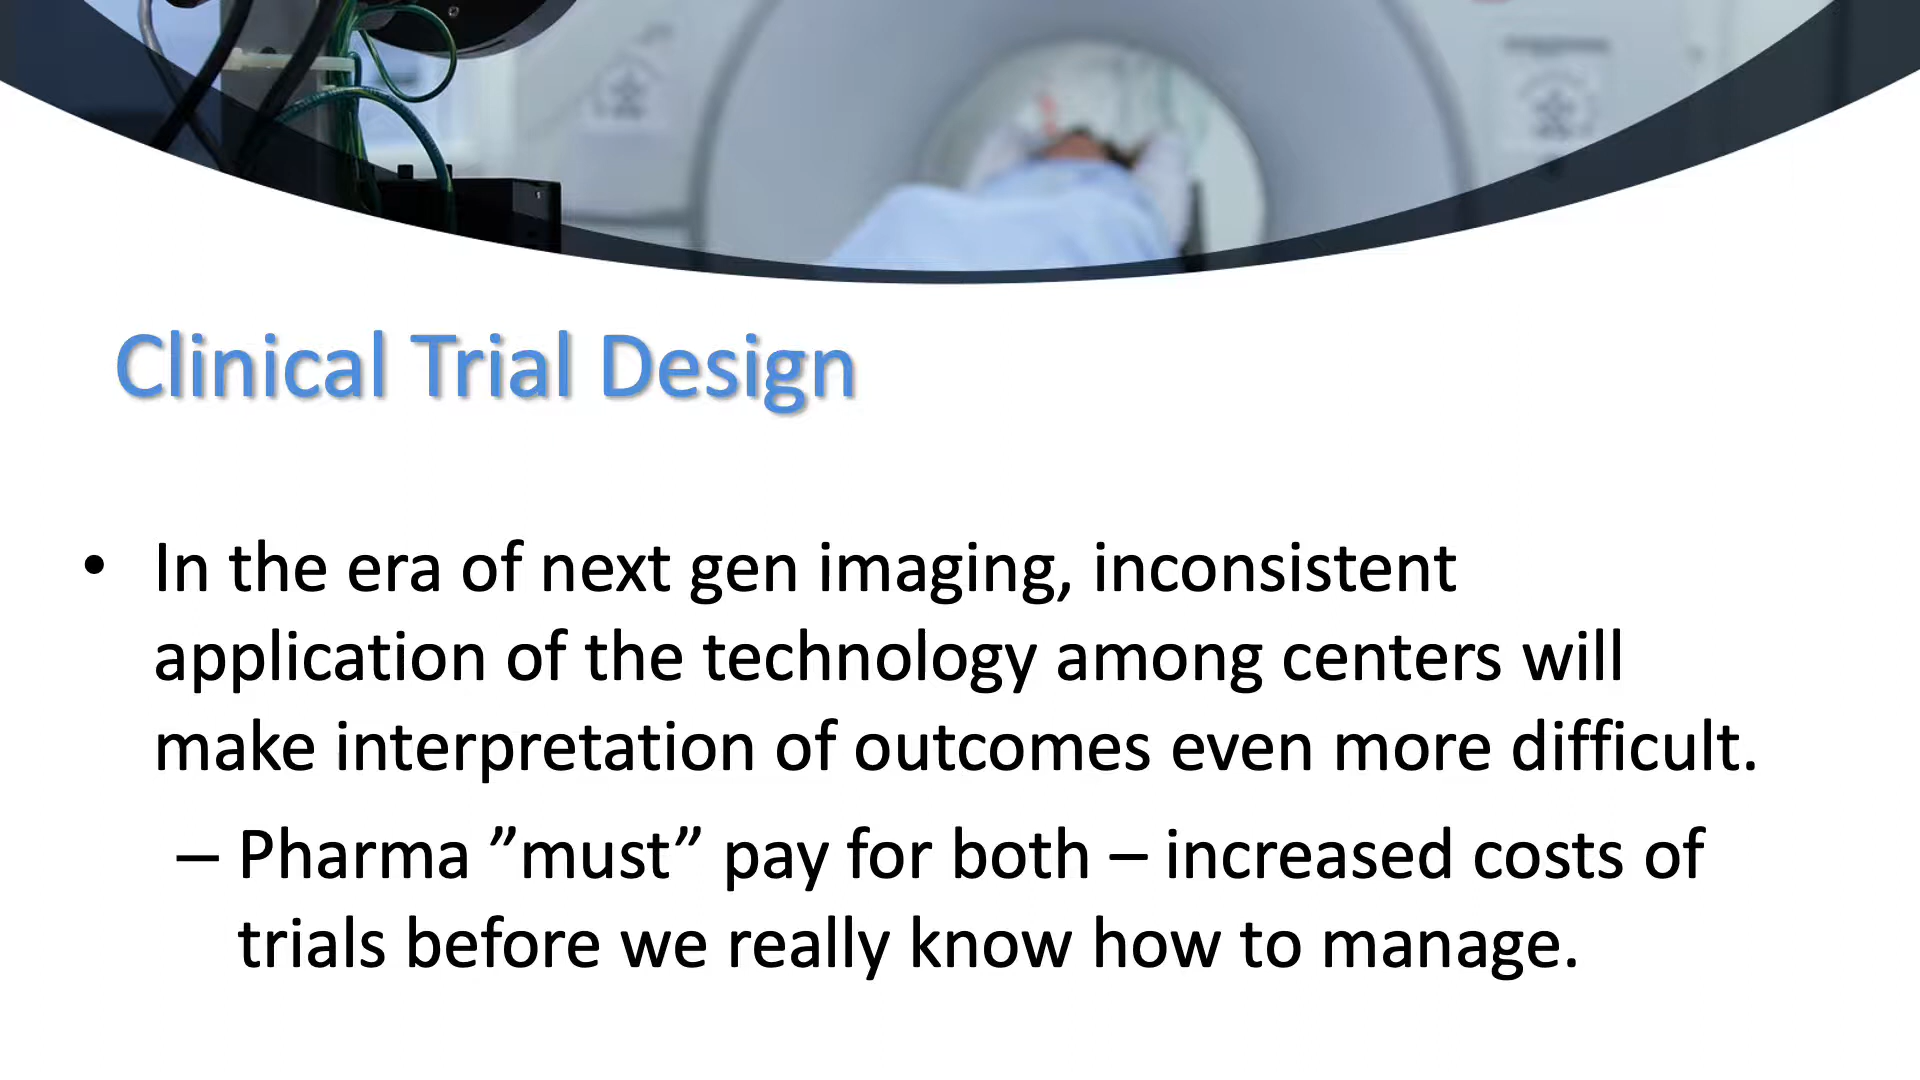 Clinical Trial Design
• In the era of next gen imaging, inconsistent
application of the technology among centers will
make interpretation of outcomes even more difficult.
– Pharma ”must” pay for both – increased costs of
trials before we really know how to manage.